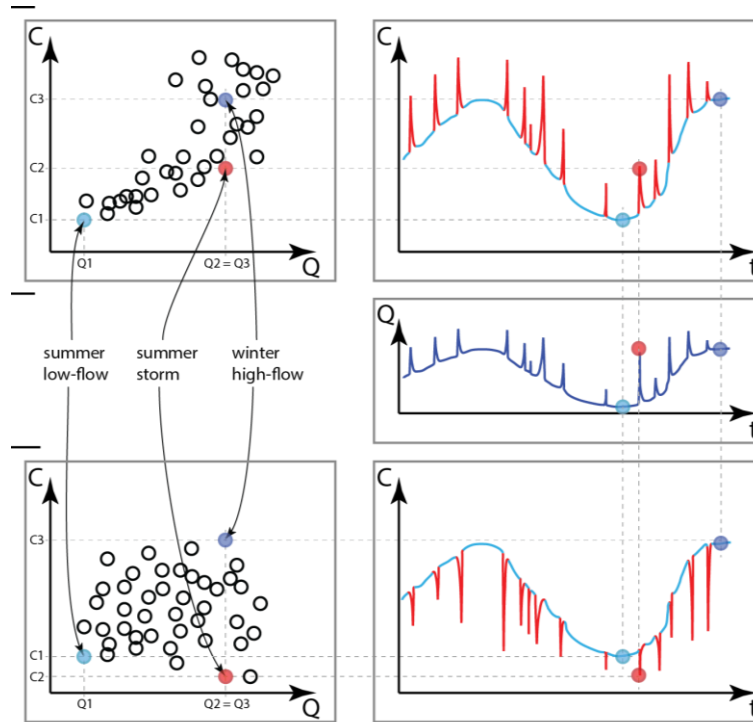 C
C3
C2
C1
Q1
Q2 = Q3
Q
t
Q
t
summer
low-flow
summer
storm
winter
high-flow
C
C3
C1
C2
Q1
Q2 = Q3
Q
C
t
C